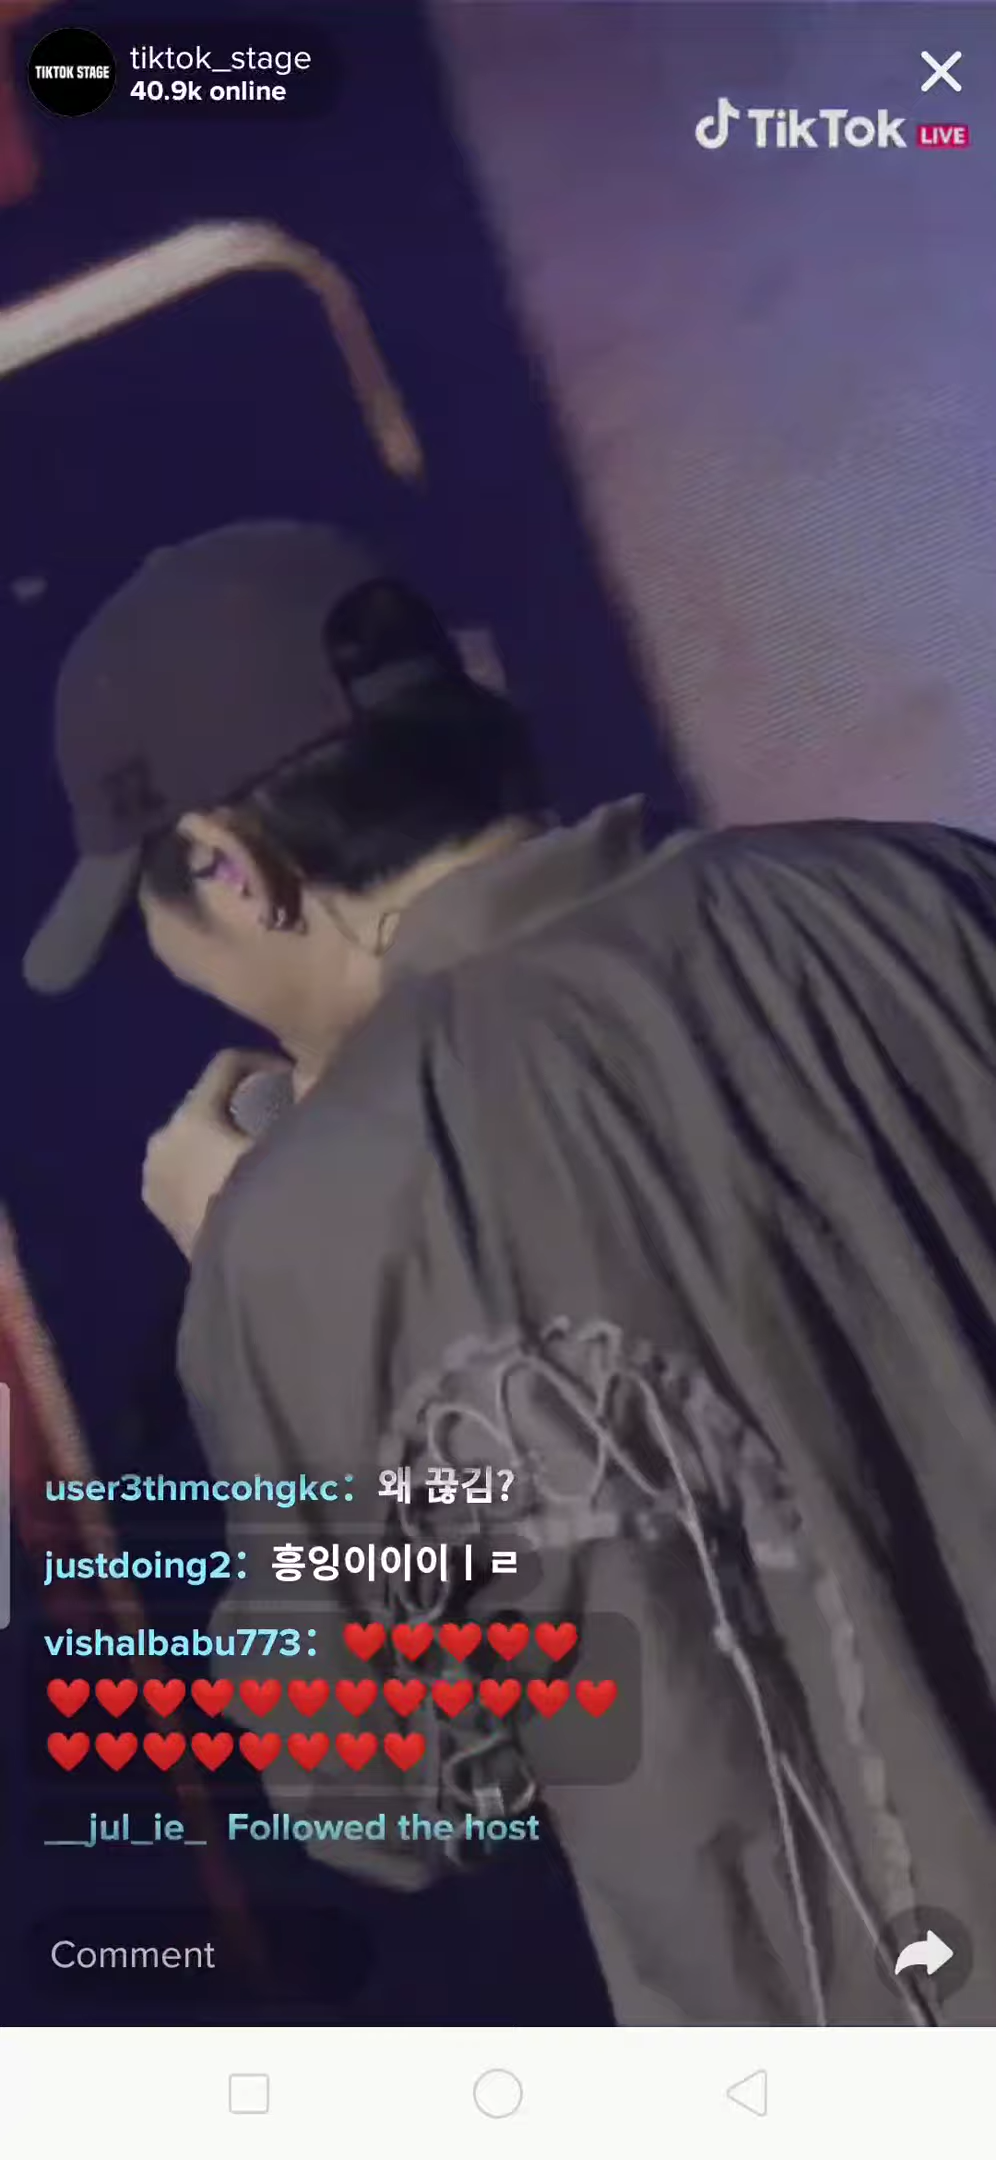 TIKTOK STAGE
tiktok_stage
40.9k online
TikTok LIVE
user3thmcohgkc: 왜 끊김?
justdoing2: 흥잉이이이ㅣㄹ
vishalbabu773: ❤️❤️❤️❤️❤️
❤️❤️❤️❤️❤️❤️❤️❤️❤️❤️❤️❤️
❤️❤️❤️❤️❤️❤️❤️❤️
__jul_ie_ Followed the host
Comment